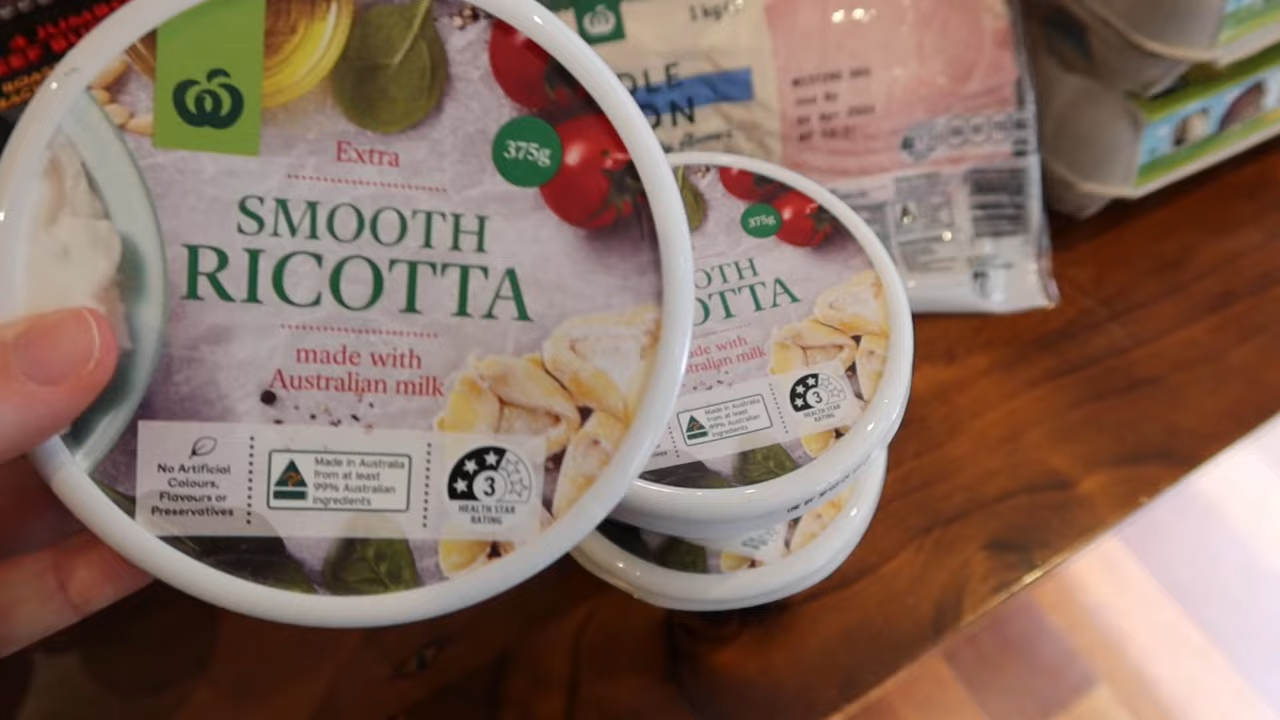 Extra
SMOOTH
RICOTTA
375g
made with
Australian milk
No Artificial
Colours,
Flavours or
Preservatives
Made in Australia
from at least
99% Australian
ingredients
3
HEALTH STAR
RATING
375g
OTH
OTTA
made with
Australian milk
Made in Australia
from at least
99% Australian
ingredients
3
HEALTH STAR
RATING
1kg